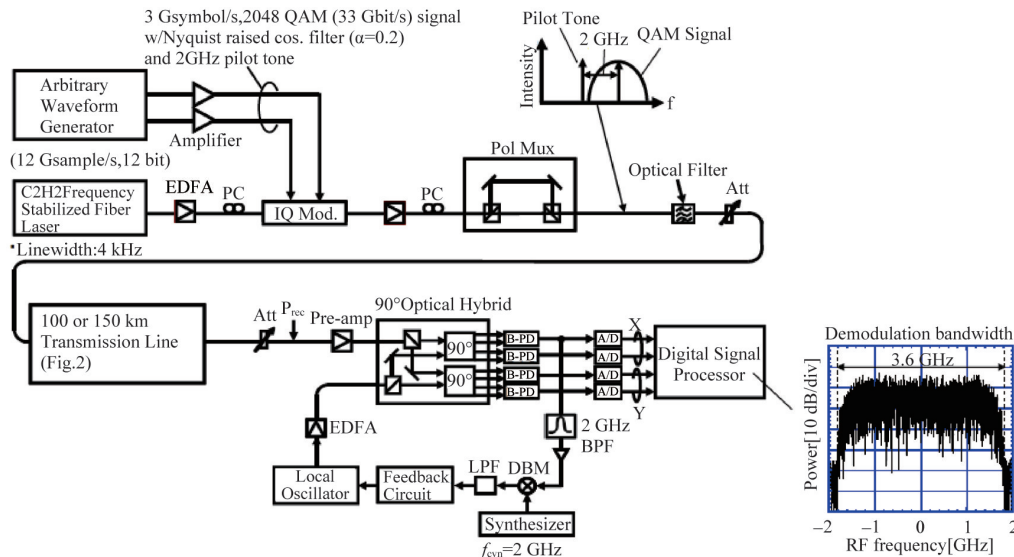 3 Gsymbol/s,2048 QAM (33 Gbit/s) signal
w/Nyquist raised cos. filter (α=0.2)
and 2GHz pilot tone
Pilot Tone
2 GHz
QAM Signal
Intensity
f
Arbitrary
Waveform
Generator
Amplifier
(12 Gsample/s,12 bit)
Pol Mux
Optical Filter
Att
C2H2Frequency
Stabilized Fiber
Laser
EDFA
PC
IQ Mod.
PC
*Linewidth:4 kHz
100 or 150 km
Transmission Line
(Fig.2)
Att
Prec
Pre-amp
90°Optical Hybrid
90°
90°
B-PD
B-PD
B-PD
B-PD
A/D
A/D
A/D
A/D
X
Y
Digital Signal
Processor
EDFA
2 GHz
BPF
Local
Oscillator
Feedback
Circuit
LPF
DBM
Synthesizer
fcyn=2 GHz
Demodulation bandwidth
3.6 GHz
Power[10 dB/div]
−2
−1
0
1
2
RF frequency[GHz]